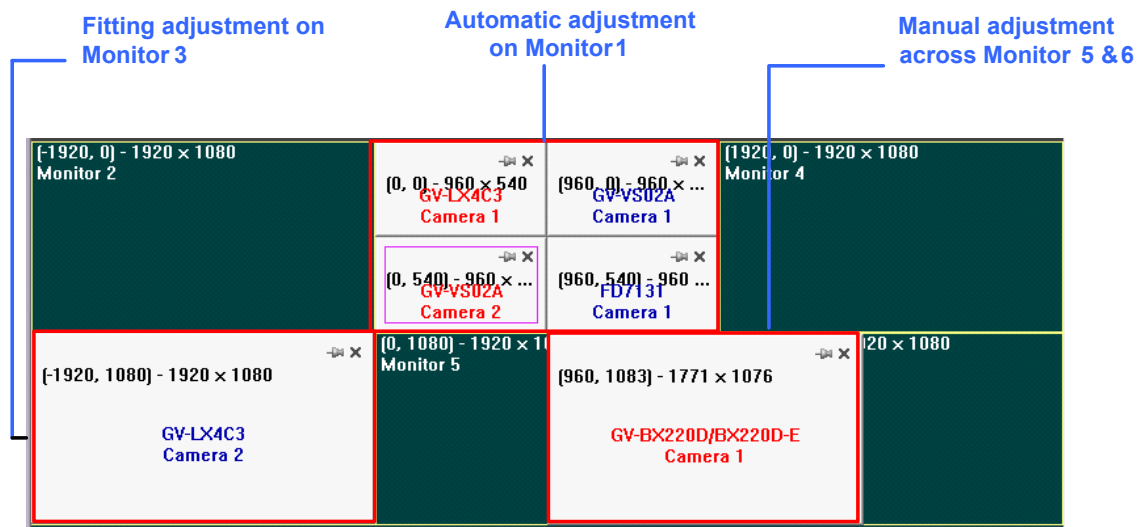 Fitting adjustment on
Monitor 3
Automatic adjustment
on Monitor 1
Manual adjustment
across Monitor 5 & 6
(-1920, 0) - 1920 × 1080
Monitor 2
(0, 0) - 960 × 540
GV-LX4C3
Camera 1
(960, 0) - 960 × ...
GV-VS02A
Camera 1
(1920, 0) - 1920 × 1080
Monitor 4
(0, 540) - 960 × ...
GV-VS02A
Camera 2
(960, 540) - 960 ...
FD7131
Camera 1
(-1920, 1080) - 1920 × 1080
GV-LX4C3
Camera 2
(0, 1080) - 1920 × 1
Monitor 5
(960, 1083) - 1771 × 1076
GV-BX220D/BX220D-E
Camera 1
20 × 1080